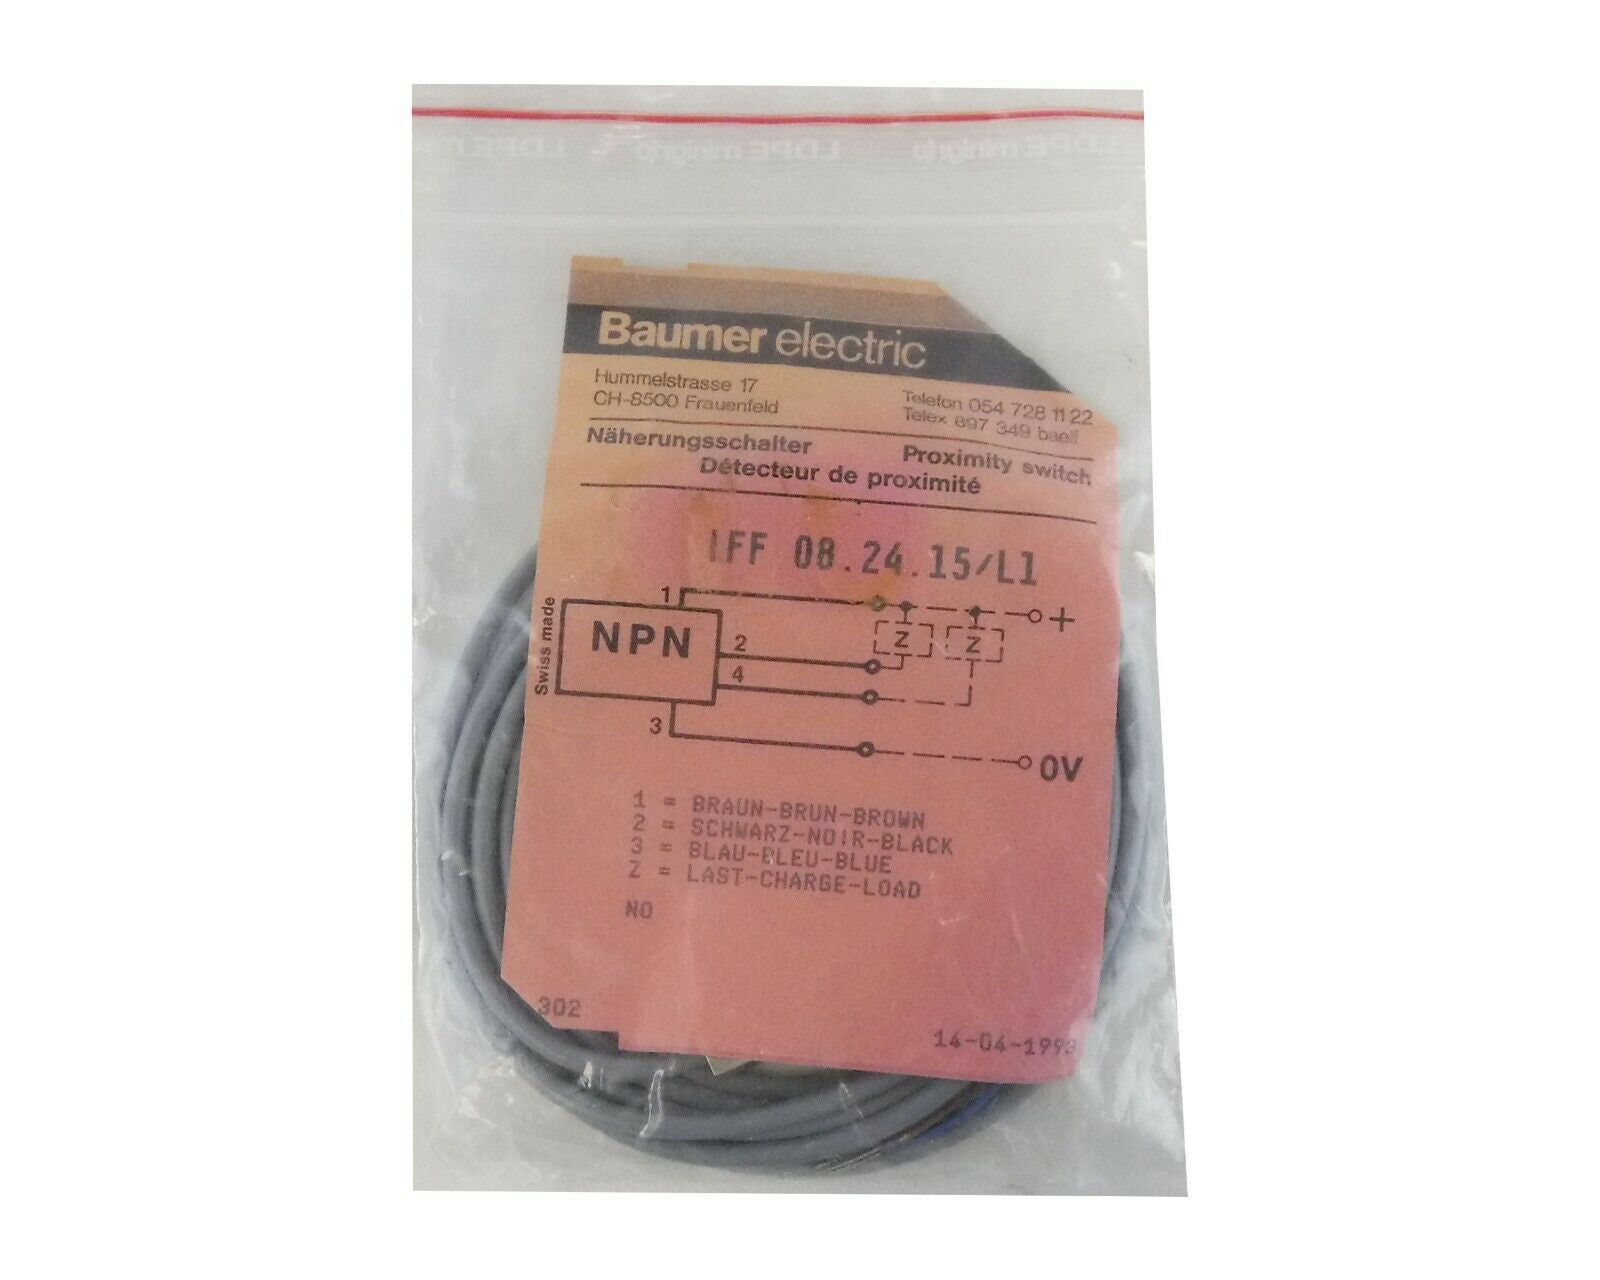 LDPE minigrip LDPE minigrip LDPE
Baumer electric
Hummelstrasse 17
CH-8500 Frauenfeld
Telefon 054 728 11 22
Telex 897 349 baelf
Näherungsschalter
Proximity switch
Détecteur de proximité
IFF 08.24.15/L1
1
+
NPN
2
Z
Z
4
Swiss made
3
0V
1 = BRAUN-BRUN-BROWN
2 = SCHWARZ-NOIR-BLACK
3 = BLAU-BLEU-BLUE
Z = LAST-CHARGE-LOAD
NO
302
14-04-1993